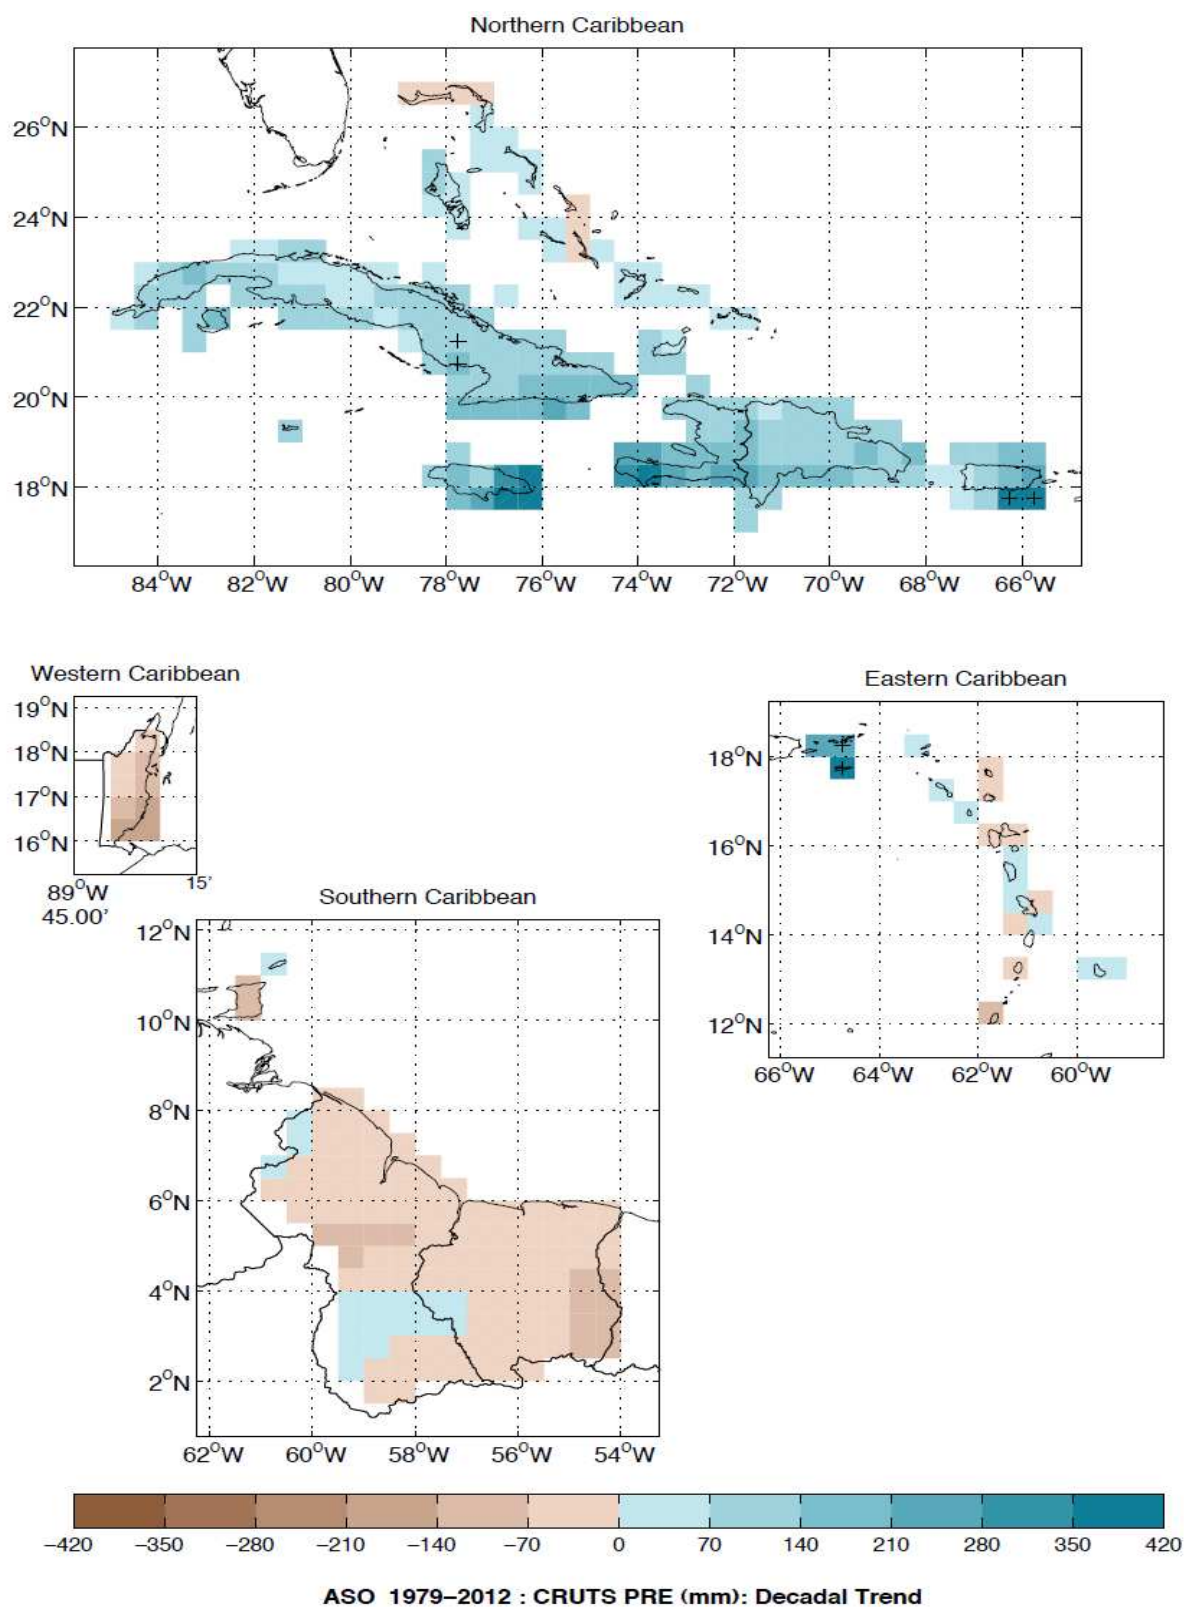 Northern Caribbean
26°N
24°N
22°N
20°N
18°N
84°W 82°W 80°W 78°W 76°W 74°W 72°W 70°W 68°W 66°W
Western Caribbean
19°N
18°N
17°N
16°N
89°W 15'
45.00'
Eastern Caribbean
18°N
16°N
14°N
12°N
66°W 64°W 62°W 60°W
Southern Caribbean
12°N
10°N
8°N
6°N
4°N
2°N
62°W 60°W 58°W 56°W 54°W
−420 −350 −280 −210 −140 −70 0 70 140 210 280 350 420
ASO 1979−2012 : CRUTS PRE (mm): Decadal Trend